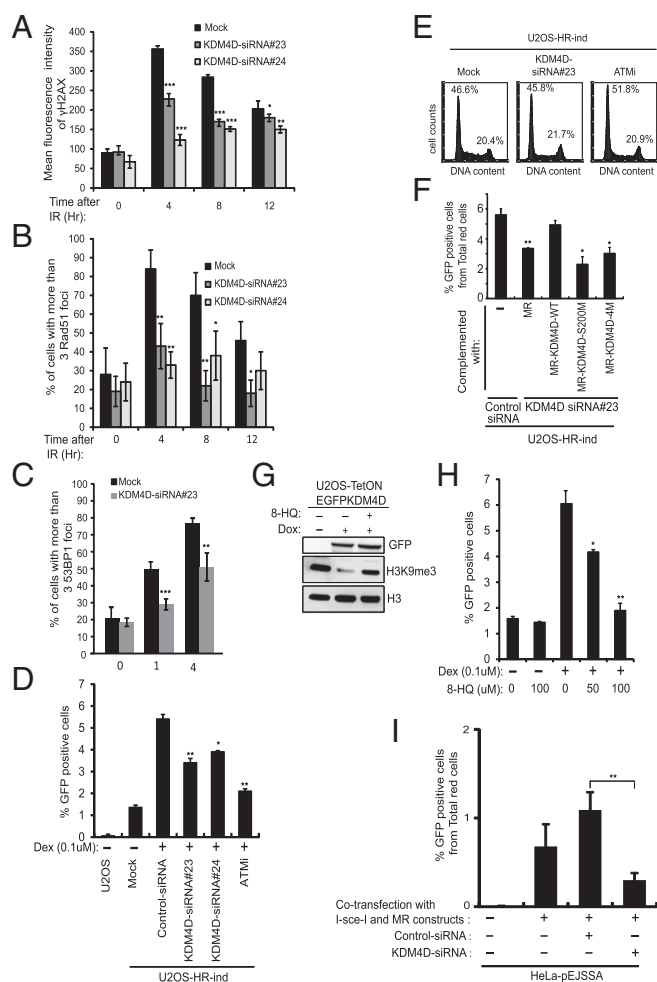 A
Mean fluorescence intensity
of γH2AX
400
350
300
250
200
150
100
50
0
Mock
KDM4D-siRNA#23
KDM4D-siRNA#24
***
***
***
***
*
**
Time after
IR (Hr):
0
4
8
12
B
% of cells with more than
3 Rad51 foci
100
90
80
70
60
50
40
30
20
10
0
Mock
KDM4D-siRNA#23
KDM4D-siRNA#24
**
**
**
*
*
Time after
IR (Hr):
0
4
8
12
C
% of cells with more than
3 53BP1 foci
100
90
80
70
60
50
40
30
20
10
0
Mock
KDM4D-siRNA#23
***
**
0
1
4
D
% GFP positive cells
7
6
5
4
3
2
1
0
**
*
**
Dex (0.1uM):
– – + + + +
U2OS
Mock
Control-siRNA
KDM4D-siRNA#23
KDM4D-siRNA#24
ATMi
U2OS-HR-ind
E
U2OS-HR-ind
Mock
KDM4D-
siRNA#23
ATMi
cell counts
46.6%
20.4%
45.8%
21.7%
51.8%
20.9%
DNA content
DNA content
DNA content
F
% GFP positive cells
from Total red cells
8
6
4
2
0
**
*
*
Complemented
with:
–
MR
MR-KDM4D-WT
MR-KDM4D-S200M
MR-KDM4D-4M
Control
siRNA
KDM4D siRNA#23
U2OS-HR-ind
G
U2OS-TetON
EGFPKDM4D
8-HQ: – – +
Dox: – + +
GFP
H3K9me3
H3
H
% GFP positive cells
7
6
5
4
3
2
1
0
*
**
Dex (0.1uM) : – – + + +
8-HQ (uM) : 0 100 0 50 100
I
% GFP positive cells
from Total red cells
2
1
0
**
Co-transfection with
I-sce-I and MR constructs : – + + +
Control-siRNA : – – + –
KDM4D-siRNA : – – – +
HeLa-pEJSSA